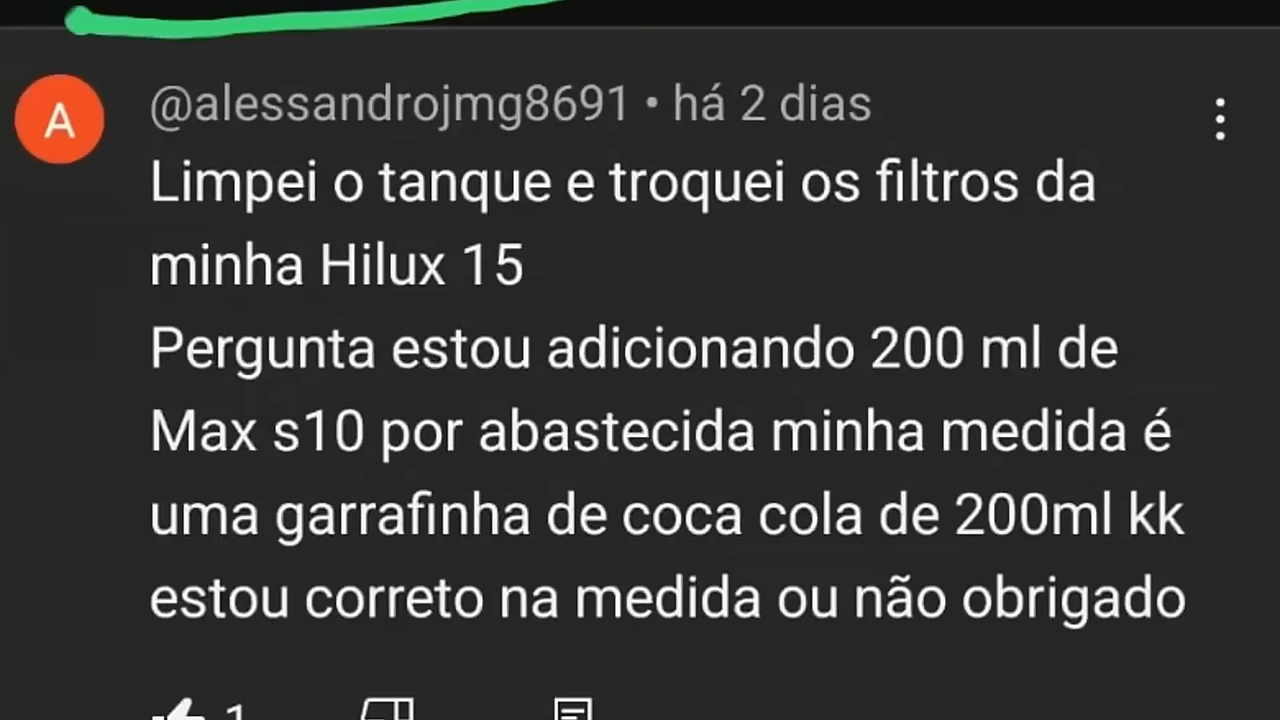 A
@alessandrojmg8691 • há 2 dias
Limpei o tanque e troquei os filtros da
minha Hilux 15
Pergunta estou adicionando 200 ml de
Max s10 por abastecida minha medida é
uma garrafinha de coca cola de 200ml kk
estou correto na medida ou não obrigado
1